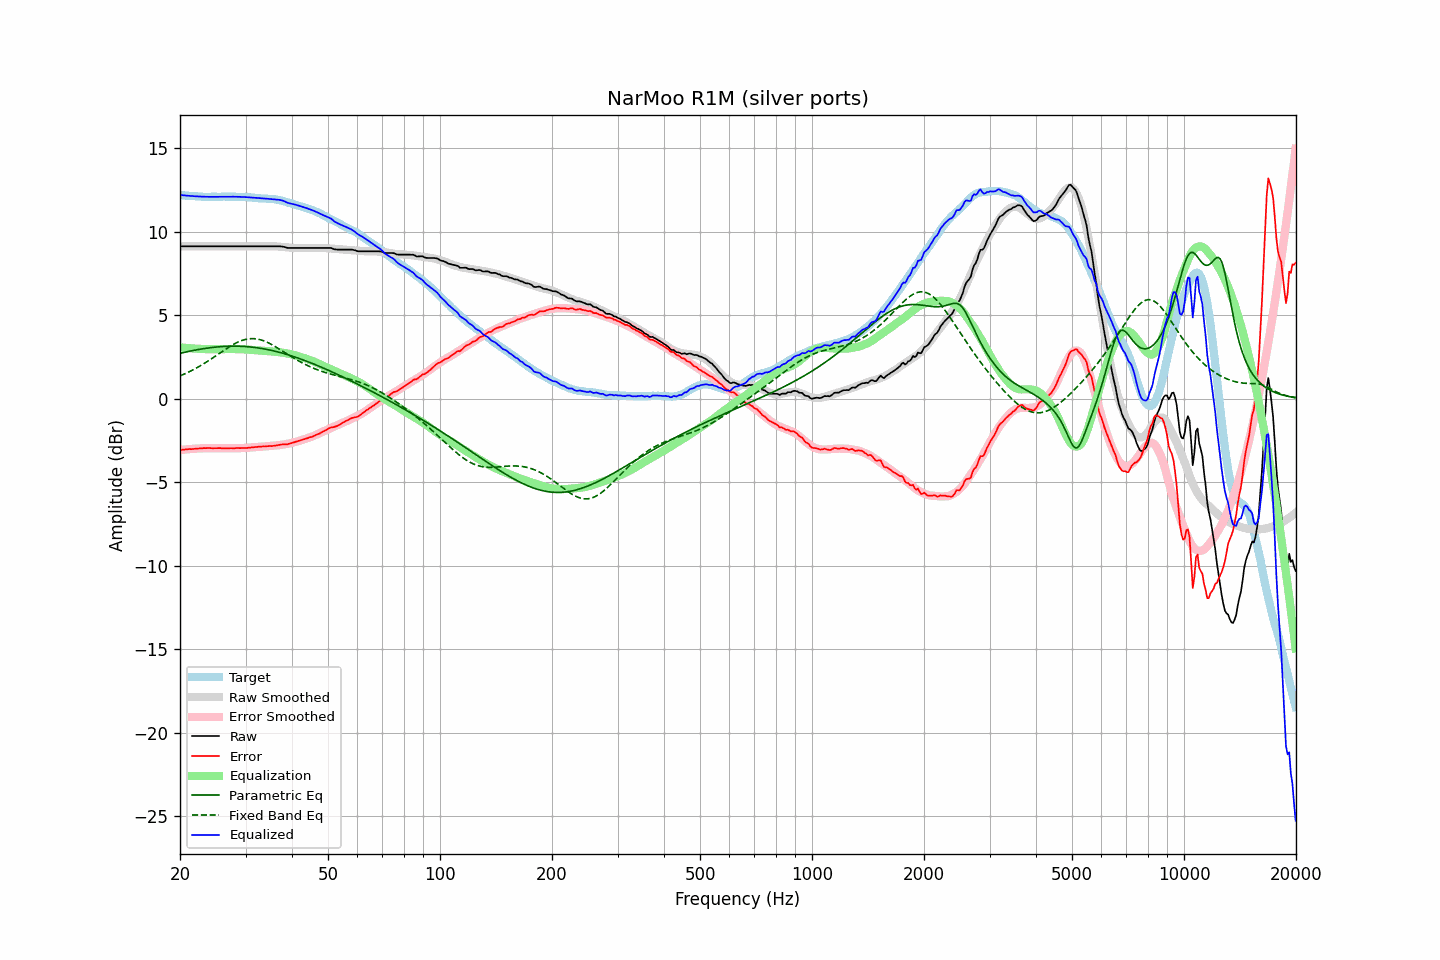 NarMoo R1M (silver ports)
Amplitude (dBr)
15
10
5
0
−5
−10
−15
−20
−25
Target
Raw Smoothed
Error Smoothed
Raw
Error
Equalization
Parametric Eq
Fixed Band Eq
Equalized
20
50
100
200
500
1000
2000
5000
10000
20000
Frequency (Hz)